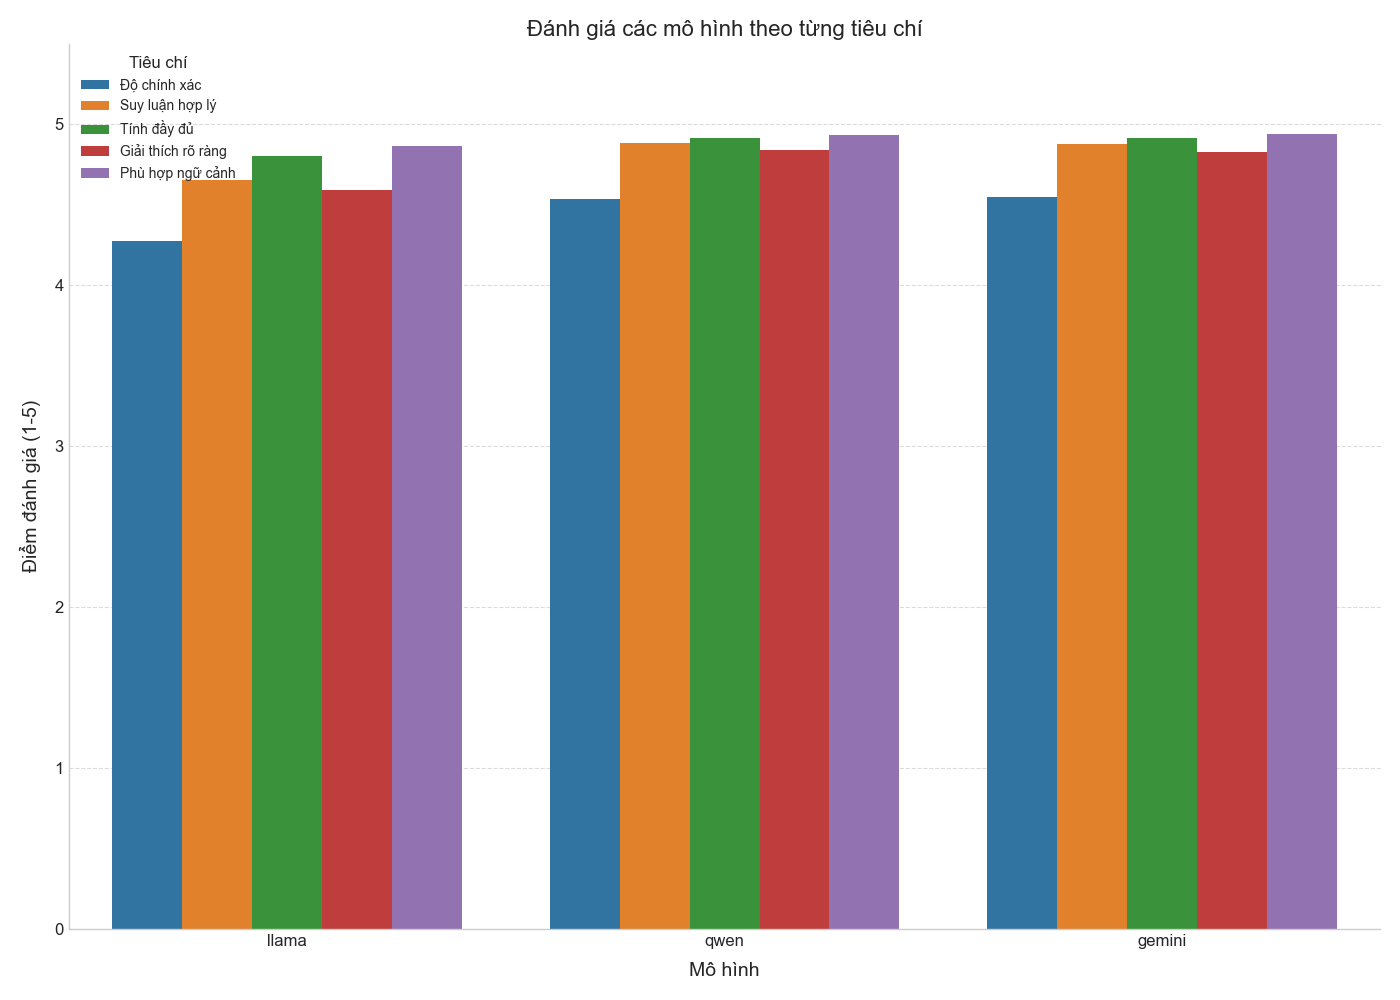 Đánh giá các mô hình theo từng tiêu chí
Tiêu chí
Độ chính xác
Suy luận hợp lý
Tính đầy đủ
Giải thích rõ ràng
Phù hợp ngữ cảnh
Điểm đánh giá (1-5)
5
4
3
2
1
0
llama
qwen
gemini
Mô hình